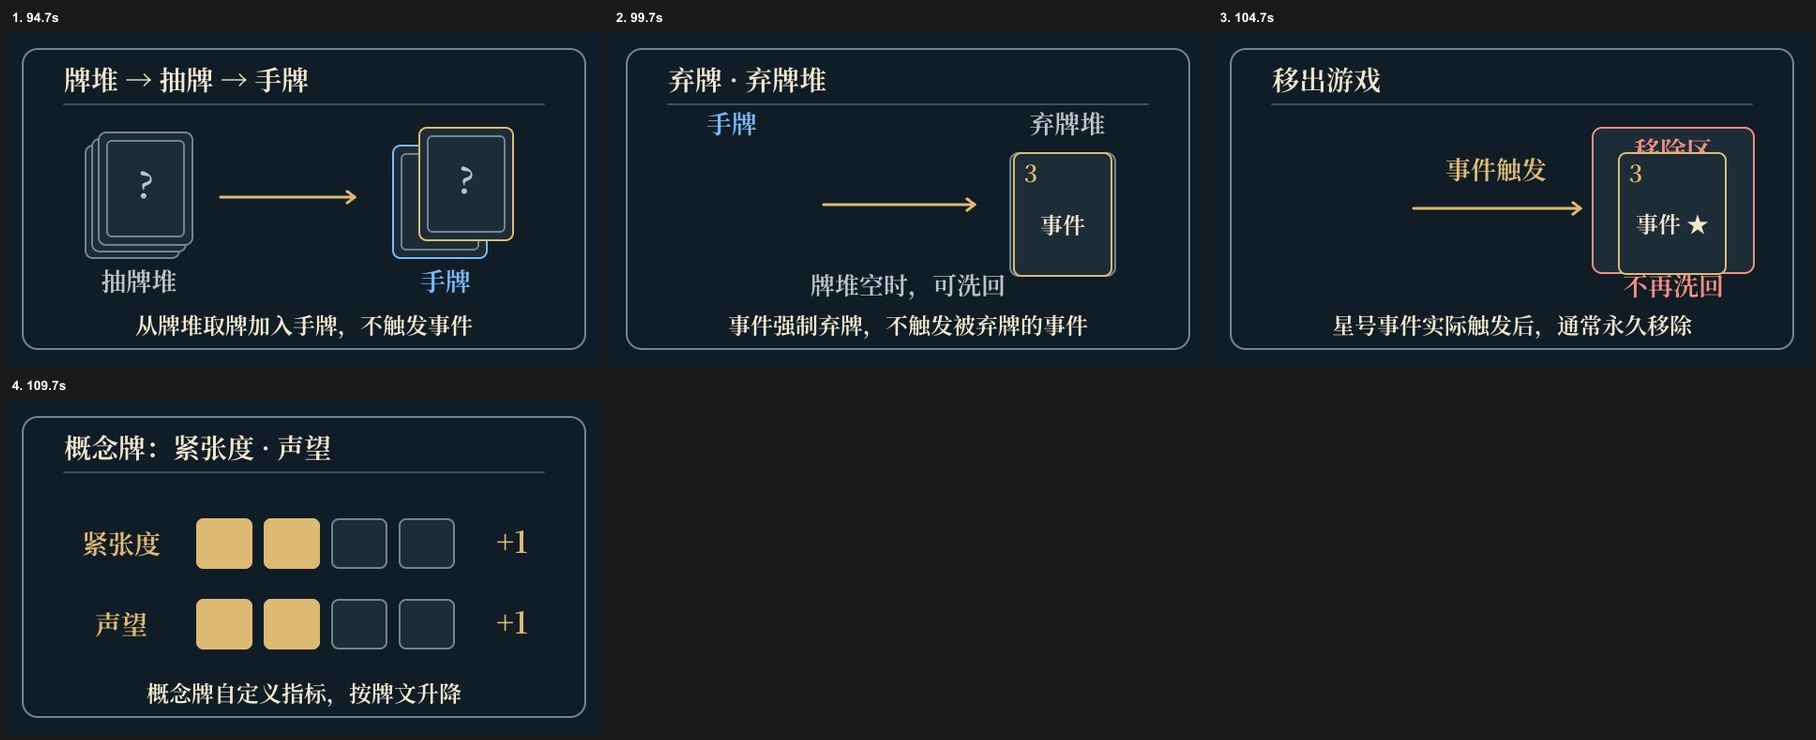 1. 94.7s
牌堆 → 抽牌 → 手牌
?
?
抽牌堆
手牌
从牌堆取牌加入手牌，不触发事件
2. 99.7s
弃牌 · 弃牌堆
手牌
弃牌堆
3
事件
牌堆空时，可洗回
事件强制弃牌，不触发被弃牌的事件
3. 104.7s
移出游戏
移除区
事件触发
3
事件 ★
不再洗回
星号事件实际触发后，通常永久移除
4. 109.7s
概念牌：紧张度 · 声望
紧张度
+1
声望
+1
概念牌自定义指标，按牌文升降